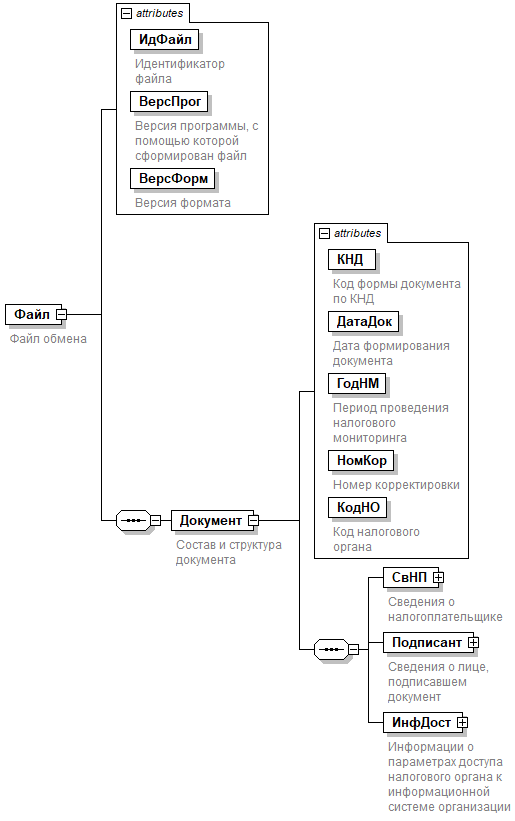 attributes
ИдФайл
Идентификатор
файла
ВерсПрог
Версия программы, с
помощью которой
сформирован файл
ВерсФорм
Версия формата
Файл
Файл обмена
Документ
Состав и структура
документа
attributes
КНД
Код формы документа
по КНД
ДатаДок
Дата формирования
документа
ГодНМ
Период проведения
налогового
мониторинга
НомКор
Номер корректировки
КодНО
Код налогового
органа
СвНП
Сведения о
налогоплательщике
Подписант
Сведения о лице,
подписавшем
документ
ИнфДост
Информации о
параметрах доступа
налогового органа к
информационной
системе организации